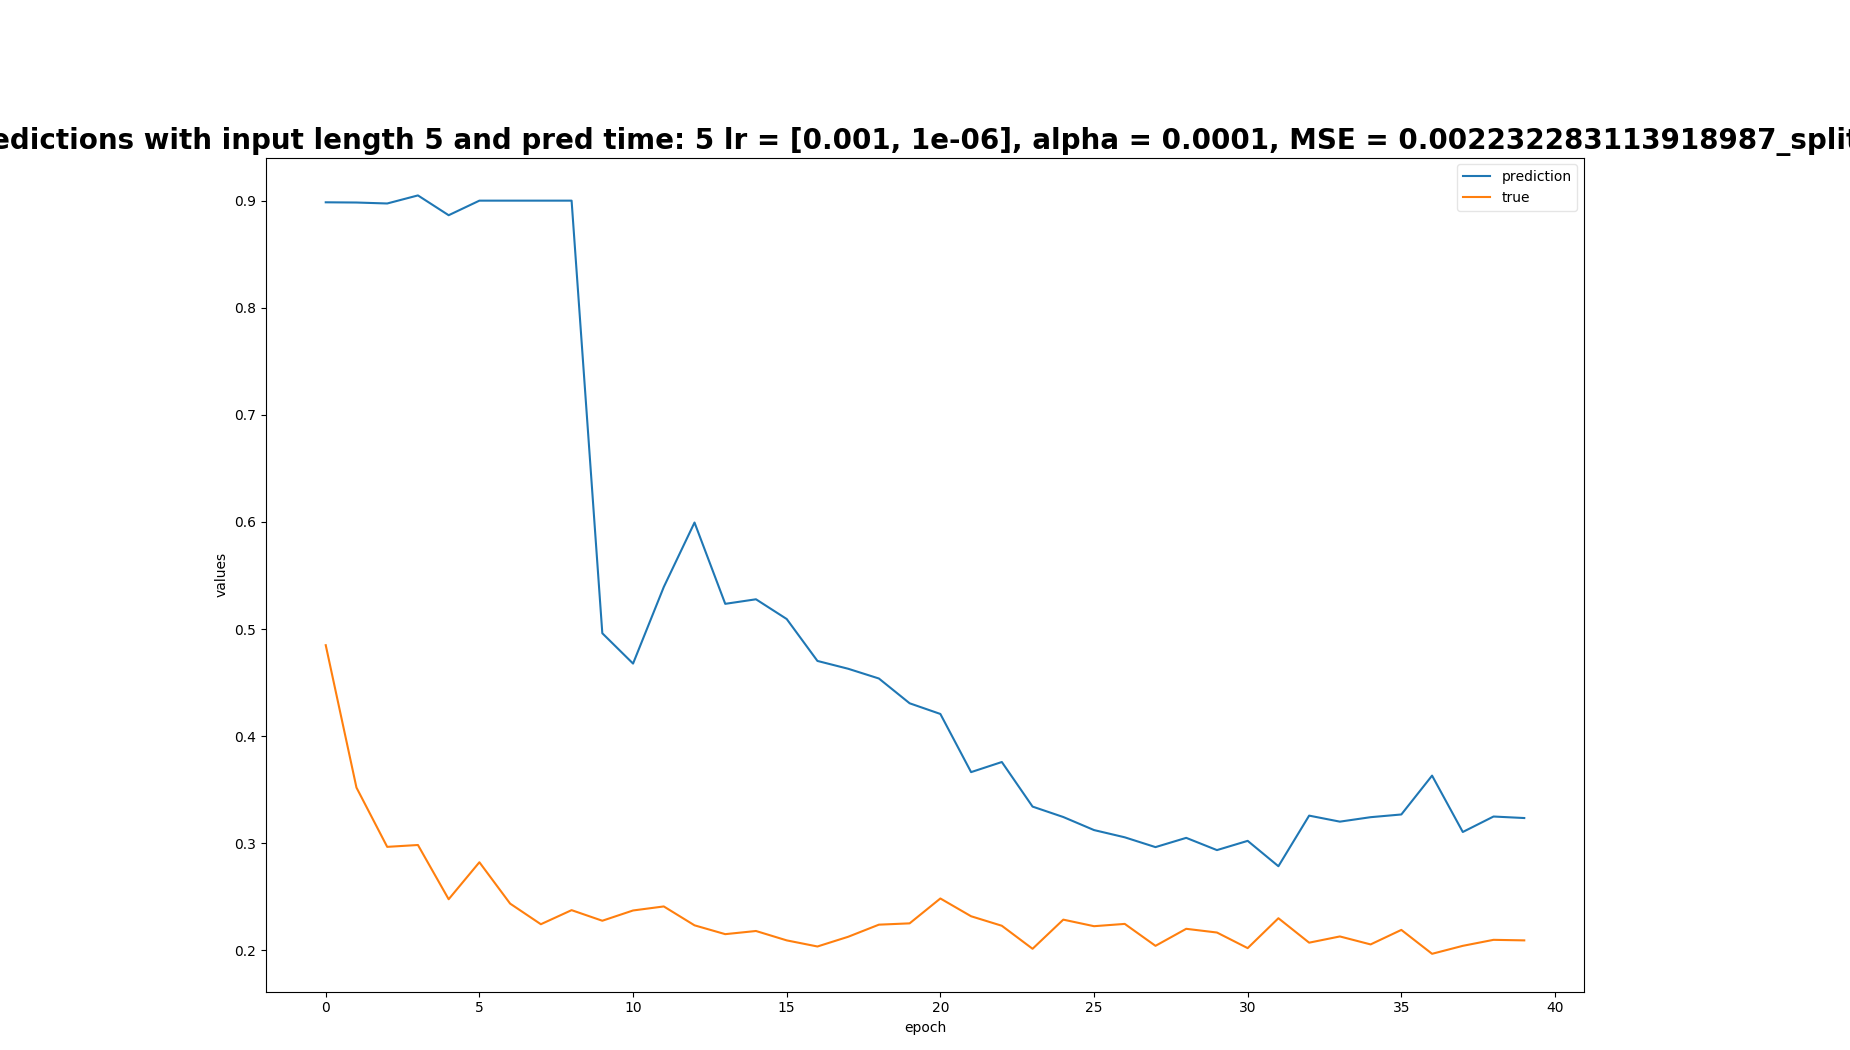 edictions with input length 5 and pred time: 5 lr = [0.001, 1e-06], alpha = 0.0001, MSE = 0.002232283113918987_split
prediction
true
0.9
0.8
0.7
0.6
0.5
0.4
0.3
0.2
values
0 5 10 15 20 25 30 35 40
epoch